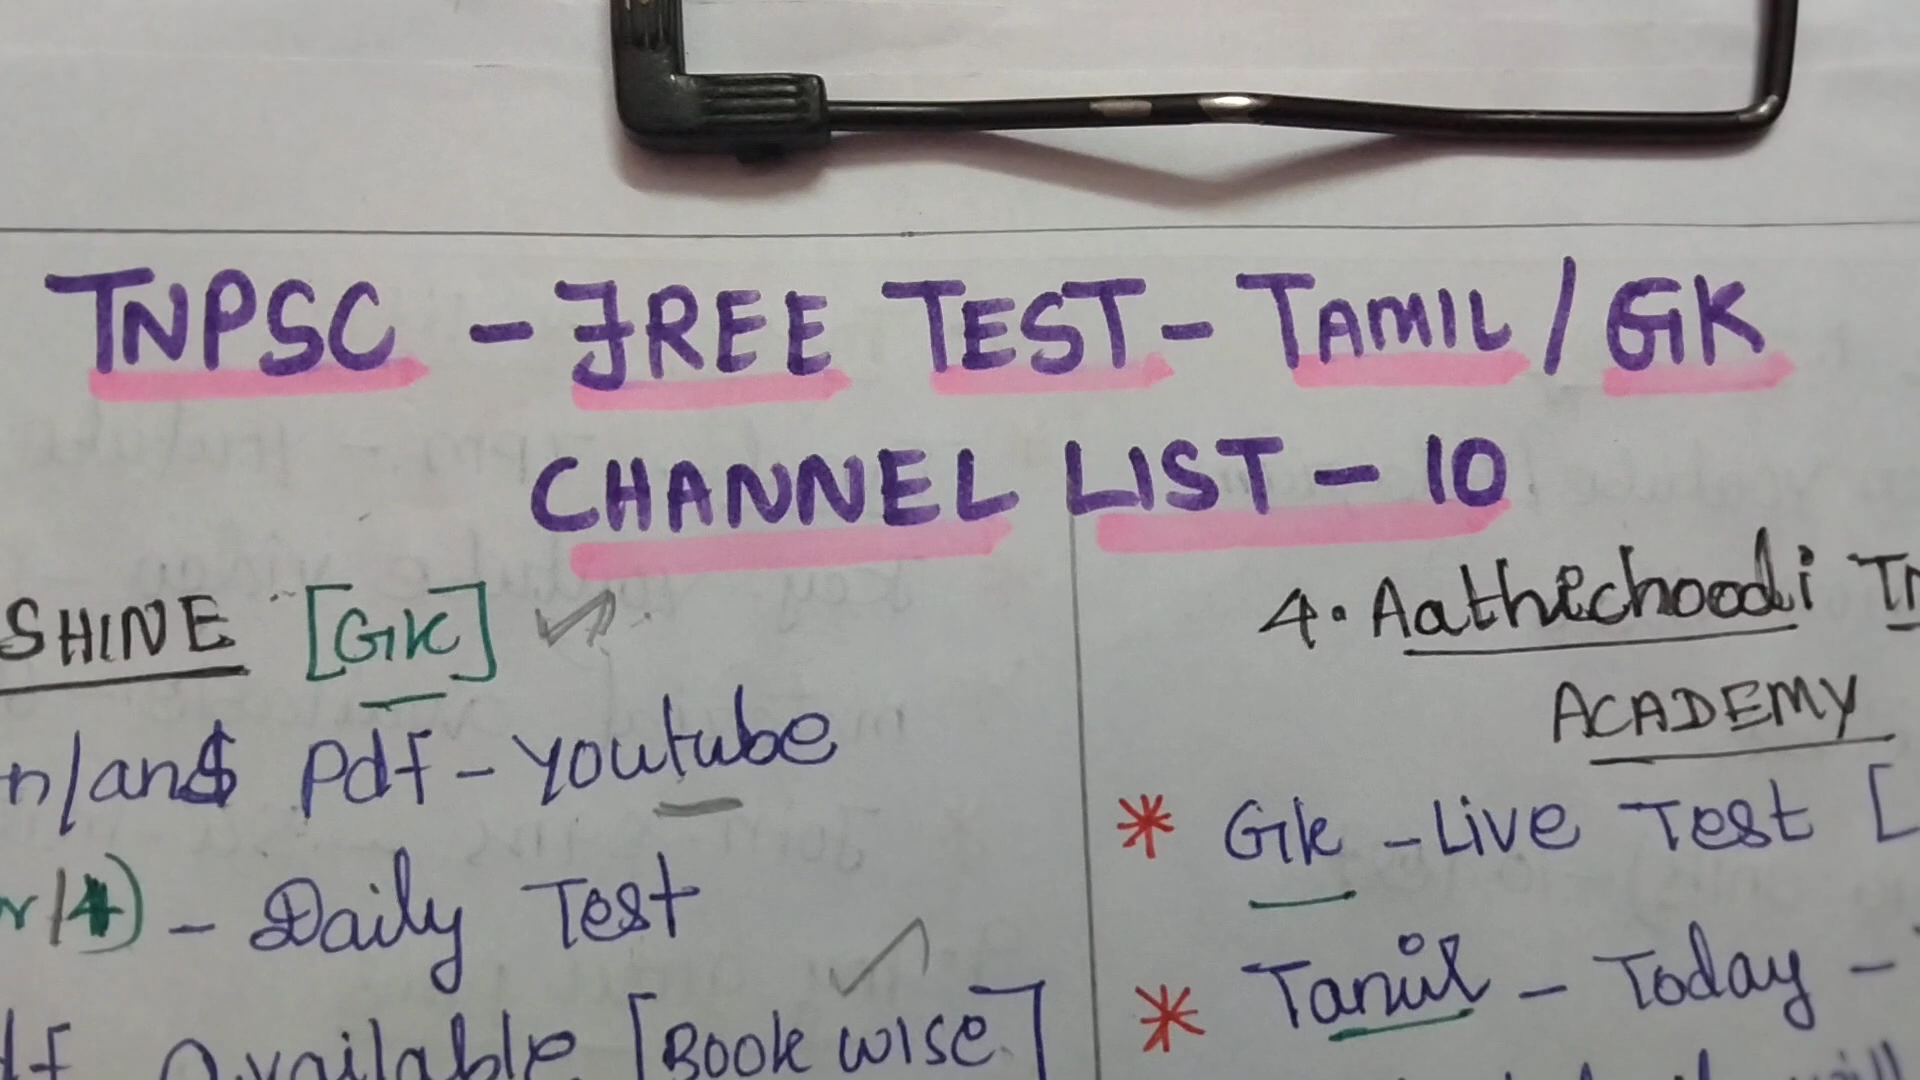 TNPSC - FREE TEST - TAMIL / GK
CHANNEL LIST - 10
SHINE [GK]
n/ans Pdf - Youtube
- Daily Test
Available [Book wise]
4. Aathichoodi
ACADEMY
* Gk - Live Test [
* Tamil - Today -